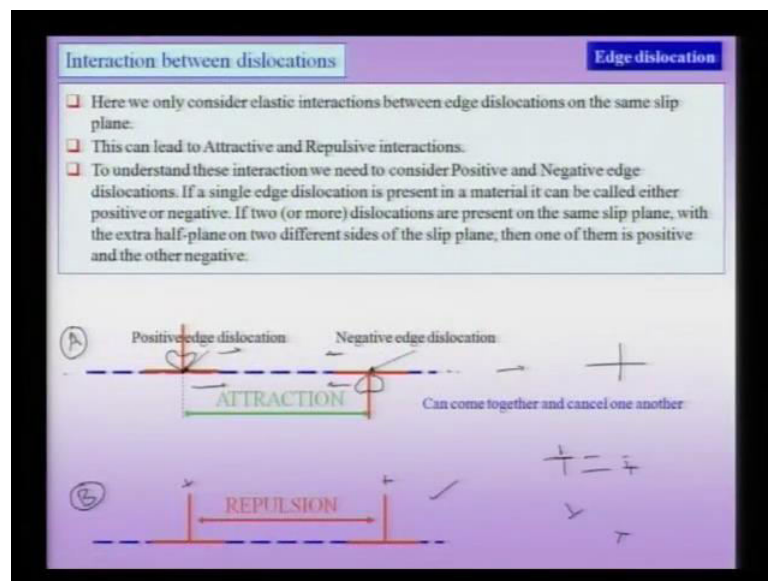 Interaction between dislocations
Edge dislocation
Here we only consider elastic interactions between edge dislocations on the same slip
plane.
This can lead to Attractive and Repulsive interactions.
To understand these interaction we need to consider Positive and Negative edge
dislocations. If a single edge dislocation is present in a material it can be called either
positive or negative. If two (or more) dislocations are present on the same slip plane, with
the extra half-plane on two different sides of the slip plane, then one of them is positive
and the other negative.
A
Positive edge dislocation
Negative edge dislocation
ATTRACTION
Can come together and cancel one another
B
REPULSION